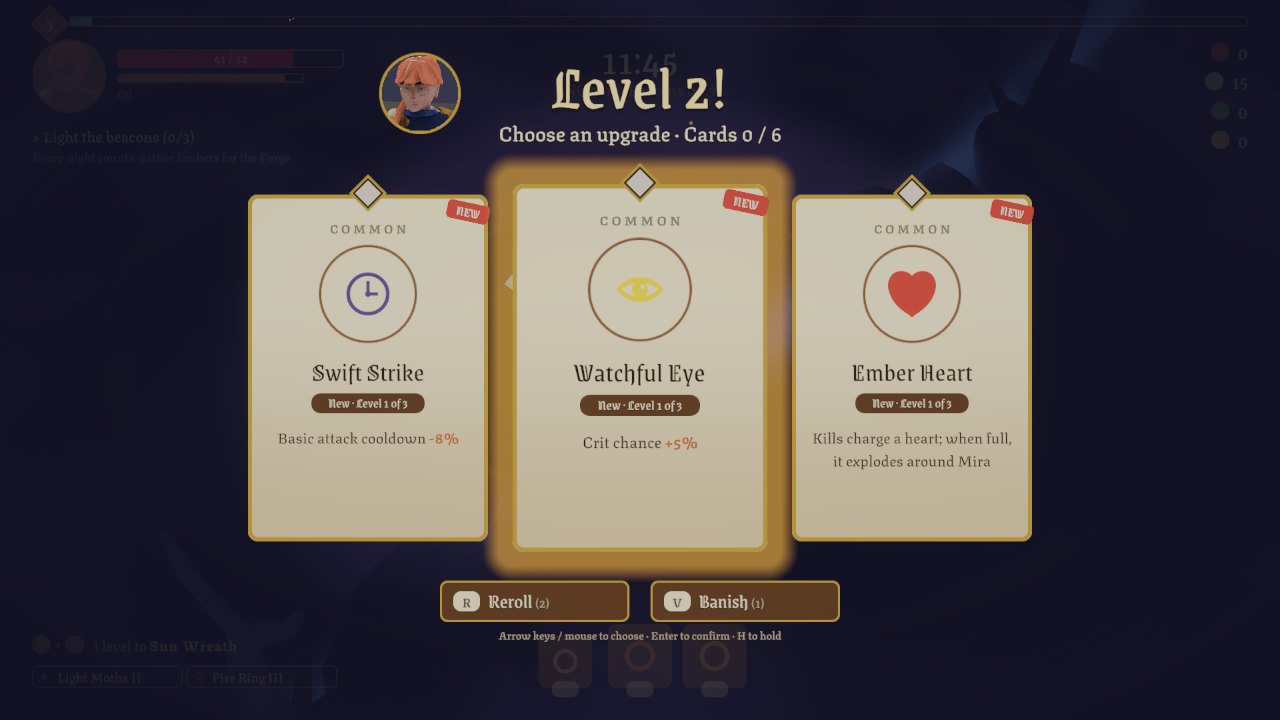 3
11:45
41 / 52
Level 2!
0
15
0
0
» Light the beacons (0/3)
Every night counts: gather Embers for the Forge.
Choose an upgrade · Cards 0 / 6
NEW
COMMON
Swift Strike
New · Level 1 of 3
Basic attack cooldown -8%
NEW
COMMON
Watchful Eye
New · Level 1 of 3
Crit chance +5%
NEW
COMMON
Ember Heart
New · Level 1 of 3
Kills charge a heart; when full,
it explodes around Mira
R Reroll (2)
V Banish (1)
Arrow keys / mouse to choose · Enter to confirm · H to hold
+ 1 level to Sun Wreath
Light Moths II
Fire Ring III